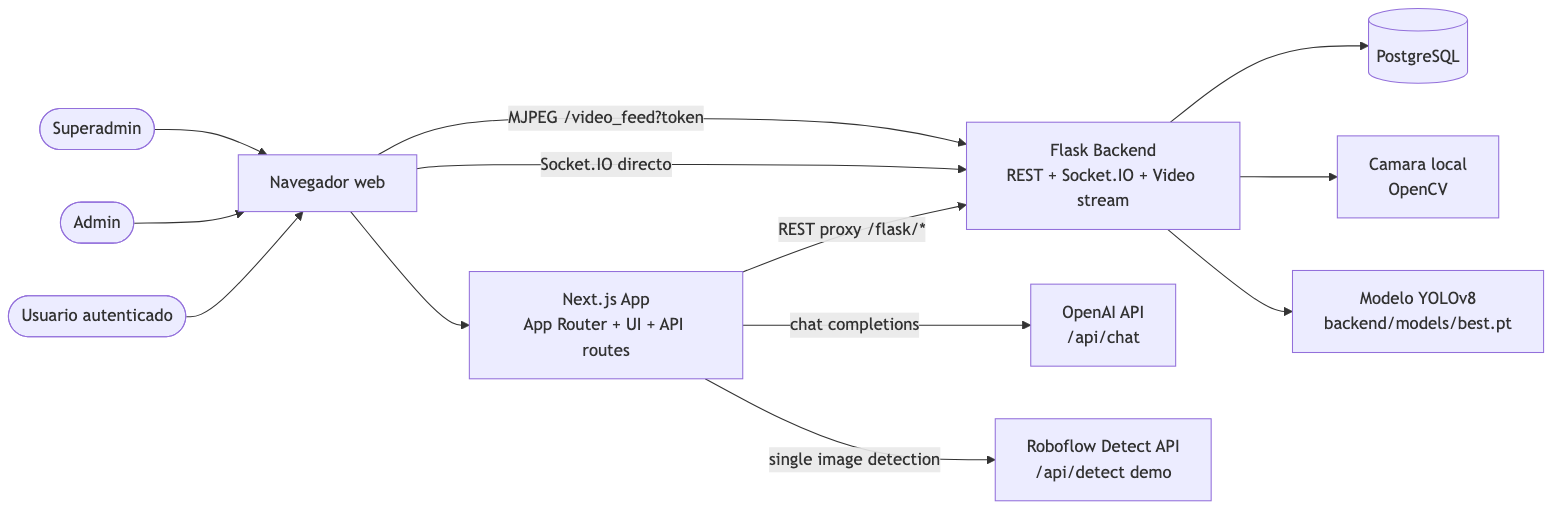 PostgreSQL
Superadmin
MJPEG /video_feed?token
Navegador web
Socket.IO directo
Flask Backend
REST + Socket.IO + Video
stream
Camara local
OpenCV
Admin
REST proxy /flask/*
Usuario autenticado
Next.js App
App Router + UI + API
routes
chat completions
OpenAI API
/api/chat
Modelo YOLOv8
backend/models/best.pt
single image detection
Roboflow Detect API
/api/detect demo